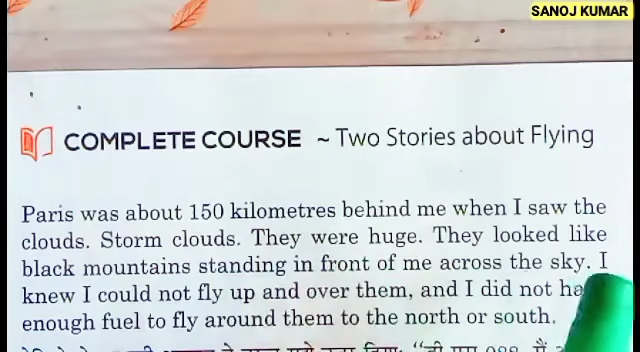 SANOJ KUMAR
COMPLETE COURSE ~ Two Stories about Flying
Paris was about 150 kilometres behind me when I saw the
clouds. Storm clouds. They were huge. They looked like
black mountains standing in front of me across the sky. I
knew I could not fly up and over them, and I did not
enough fuel to fly around them to the north or south.